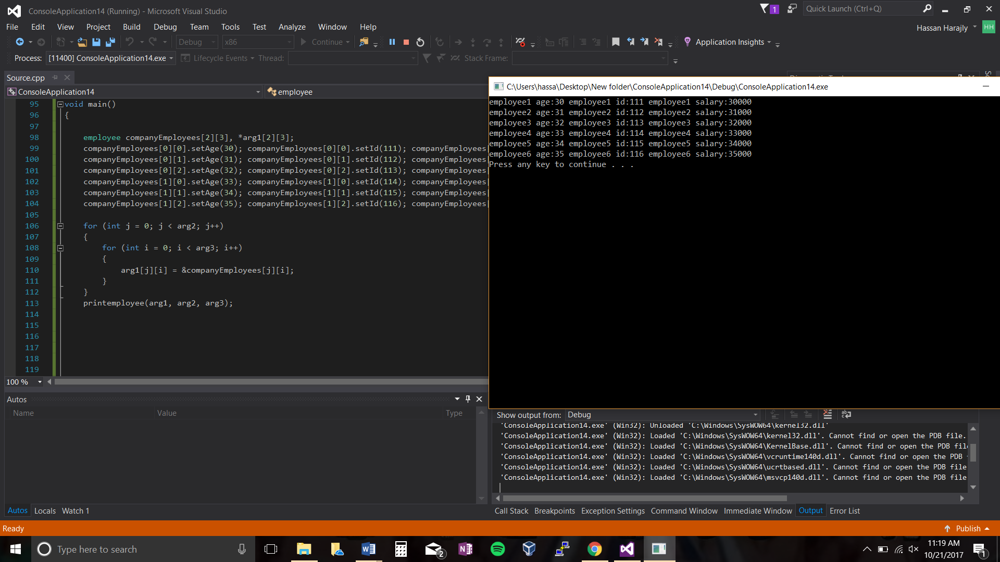 ConsoleApplication14 (Running) - Microsoft Visual Studio
1
Quick Launch (Ctrl+Q)
File Edit View Project Build Debug Team Tools Test Analyze Window Help
Hassan Harajly HH
Debug x86 Continue Application Insights
Process: [11400] ConsoleApplication14.exe Lifecycle Events Thread: Stack Frame:
Source.cpp
ConsoleApplication14 employee
95 void main()
96 {
97
98 employee companyEmployees[2][3], *arg1[2][3];
99 companyEmployees[0][0].setAge(30); companyEmployees[0][0].setId(111); companyEmployees[
100 companyEmployees[0][1].setAge(31); companyEmployees[0][1].setId(112); companyEmployees[
101 companyEmployees[0][2].setAge(32); companyEmployees[0][2].setId(113); companyEmployees[
102 companyEmployees[1][0].setAge(33); companyEmployees[1][0].setId(114); companyEmployees[
103 companyEmployees[1][1].setAge(34); companyEmployees[1][1].setId(115); companyEmployees[
104 companyEmployees[1][2].setAge(35); companyEmployees[1][2].setId(116); companyEmployees[
105
106 for (int j = 0; j < arg2; j++)
107 {
108 for (int i = 0; i < arg3; i++)
109 {
110 arg1[j][i] = &companyEmployees[j][i];
111 }
112 }
113 printemployee(arg1, arg2, arg3);
114
115
116
117
118
119
100 %
C:\Users\hassa\Desktop\New folder\ConsoleApplication14\Debug\ConsoleApplication14.exe
employee1 age:30 employee1 id:111 employee1 salary:30000
employee2 age:31 employee2 id:112 employee2 salary:31000
employee3 age:32 employee3 id:113 employee3 salary:32000
employee4 age:33 employee4 id:114 employee4 salary:33000
employee5 age:34 employee5 id:115 employee5 salary:34000
employee6 age:35 employee6 id:116 employee6 salary:35000
Press any key to continue . . .
Autos
Name Value Type
Autos Locals Watch 1
Show output from: Debug
'ConsoleApplication14.exe' (Win32): Unloaded 'C:\Windows\SysWOW64\kernel32.dll'
'ConsoleApplication14.exe' (Win32): Loaded 'C:\Windows\SysWOW64\kernel32.dll'. Cannot find or open the PDB file.
'ConsoleApplication14.exe' (Win32): Loaded 'C:\Windows\SysWOW64\KernelBase.dll'. Cannot find or open the PDB fil
'ConsoleApplication14.exe' (Win32): Loaded 'C:\Windows\SysWOW64\vcruntime140d.dll'. Cannot find or open the PDB
'ConsoleApplication14.exe' (Win32): Loaded 'C:\Windows\SysWOW64\ucrtbased.dll'. Cannot find or open the PDB file
'ConsoleApplication14.exe' (Win32): Loaded 'C:\Windows\SysWOW64\msvcp140d.dll'. Cannot find or open the PDB file
Call Stack Breakpoints Exception Settings Command Window Immediate Window Output Error List
Ready
Publish
Type here to search
2
11:19 AM
10/21/2017
1